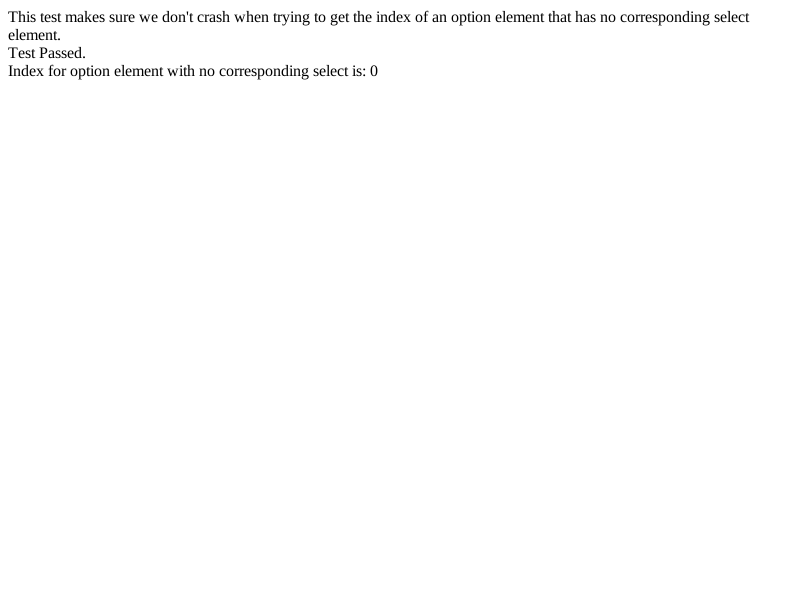 This test makes sure we don't crash when trying to get the index of an option element that has no corresponding select
element.
Test Passed.
Index for option element with no corresponding select is: 0